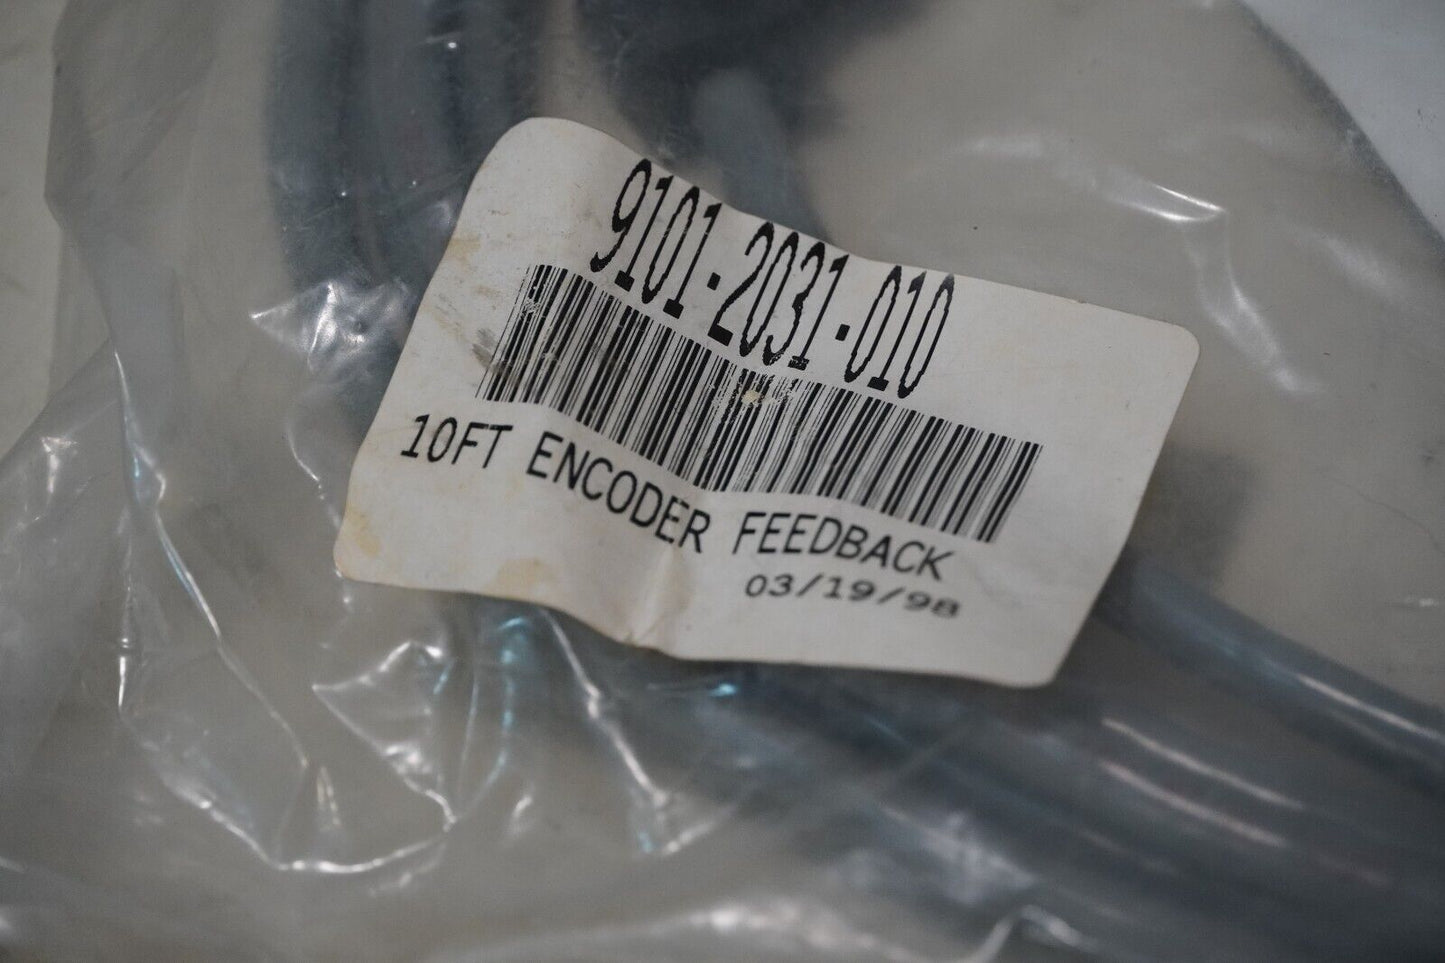 9101-2031-010
10FT ENCODER FEEDBACK
03/19/98